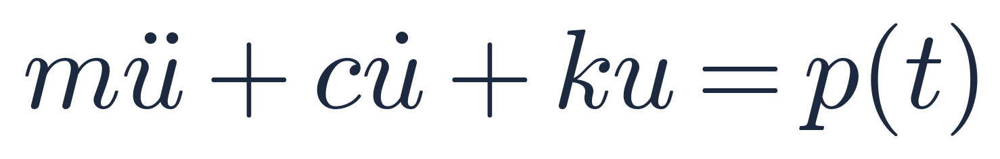 mü + cu̇ + ku = p(t)